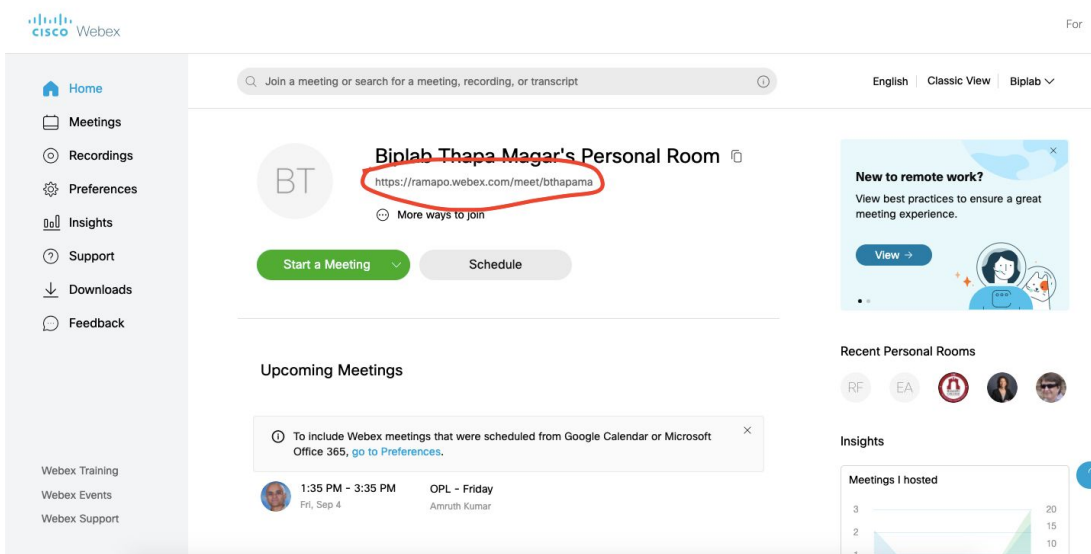 CISCO Webex
For
Home
Meetings
Recordings
Preferences
Insights
Support
Downloads
Feedback
Webex Training
Webex Events
Webex Support
Join a meeting or search for a meeting, recording, or transcript
English Classic View Biplab
BT
Biplab Thapa Magar's Personal Room
https://ramapo.webex.com/meet/bthapama
More ways to join
Start a Meeting
Schedule
Upcoming Meetings
To include Webex meetings that were scheduled from Google Calendar or Microsoft
Office 365, go to Preferences.
1:35 PM - 3:35 PM OPL - Friday
Fri, Sep 4 Amruth Kumar
New to remote work?
View best practices to ensure a great
meeting experience.
View →
Recent Personal Rooms
RF EA
Insights
Meetings I hosted
3 20
2 15
10